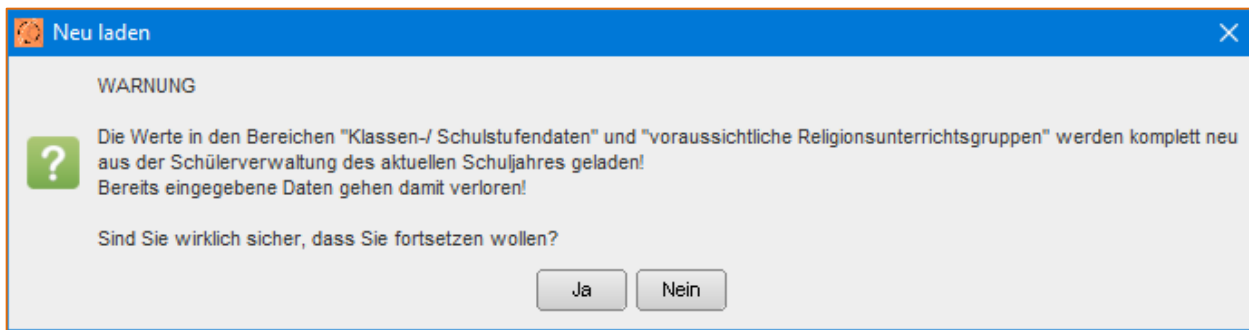 Neu laden
WARNUNG
Die Werte in den Bereichen "Klassen-/ Schulstufendaten" und "voraussichtliche Religionsunterrichtsgruppen" werden komplett neu
aus der Schülerverwaltung des aktuellen Schuljahres geladen!
Bereits eingegebene Daten gehen damit verloren!
Sind Sie wirklich sicher, dass Sie fortsetzen wollen?
Ja Nein